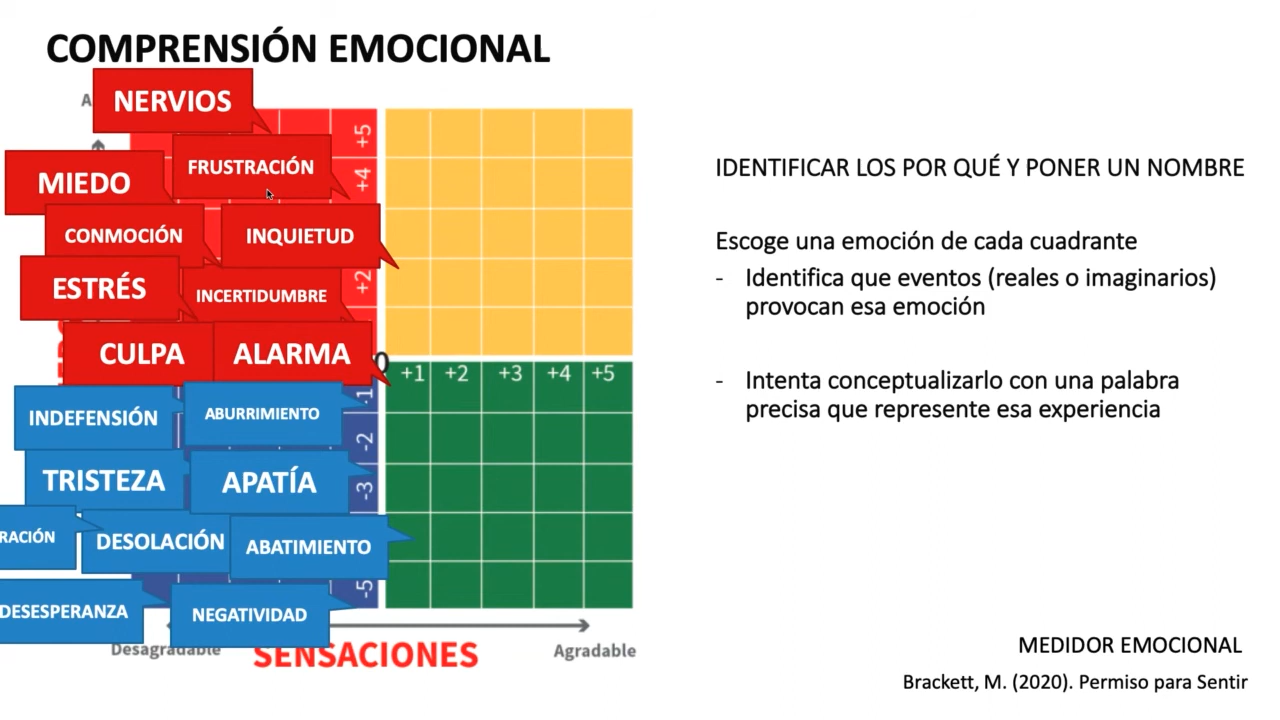 COMPRENSIÓN EMOCIONAL
NERVIOS
FRUSTRACIÓN
MIEDO
CONMOCIÓN
INQUIETUD
ESTRÉS
INCERTIDUMBRE
CULPA
ALARMA
INDEFENSIÓN
ABURRIMIENTO
TRISTEZA
APATÍA
RACIÓN
DESOLACIÓN
ABATIMIENTO
DESESPERANZA
NEGATIVIDAD
+5
+4
+2
0
+1 +2 +3 +4 +5
-2
-3
-5
Desagradable
SENSACIONES
Agradable
IDENTIFICAR LOS POR QUÉ Y PONER UN NOMBRE
Escoge una emoción de cada cuadrante
- Identifica que eventos (reales o imaginarios)
provocan esa emoción
- Intenta conceptualizarlo con una palabra
precisa que represente esa experiencia
MEDIDOR EMOCIONAL
Brackett, M. (2020). Permiso para Sentir